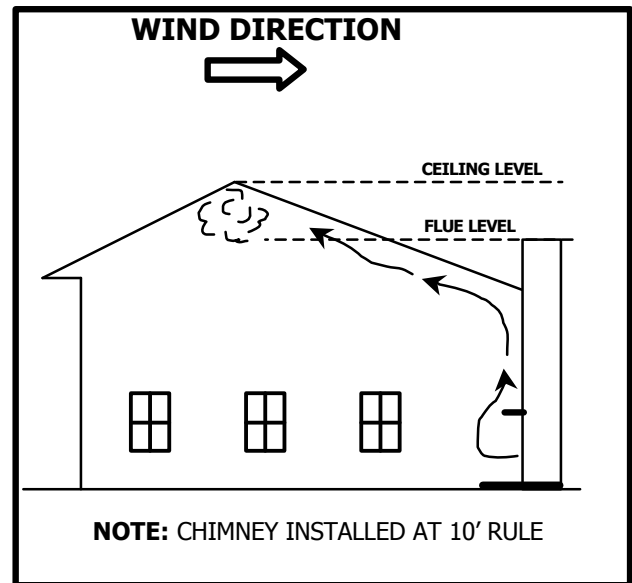 WIND DIRECTION
CEILING LEVEL
FLUE LEVEL
NOTE: CHIMNEY INSTALLED AT 10’ RULE